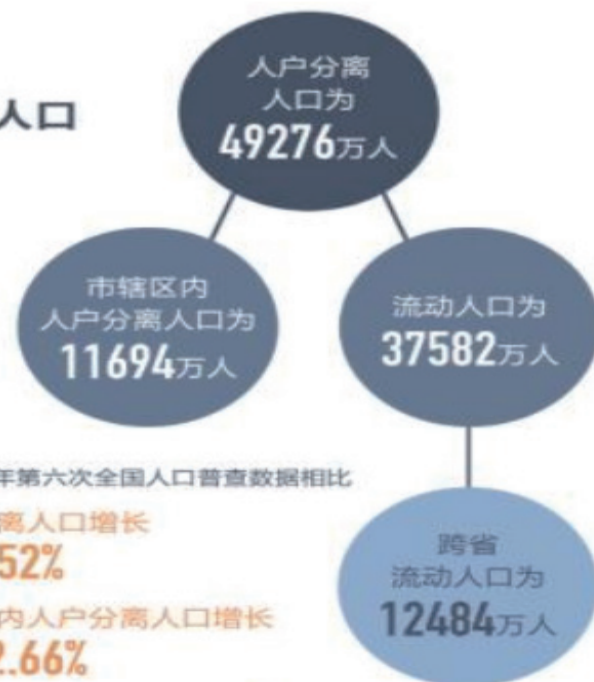 人口
人户分离
人口为
49276万人
市辖区内
人户分离人口为
11694万人
流动人口为
37582万人
年第六次全国人口普查数据相比
离人口增长
52%
内人户分离人口增长
2.66%
跨省
流动人口为
12484万人